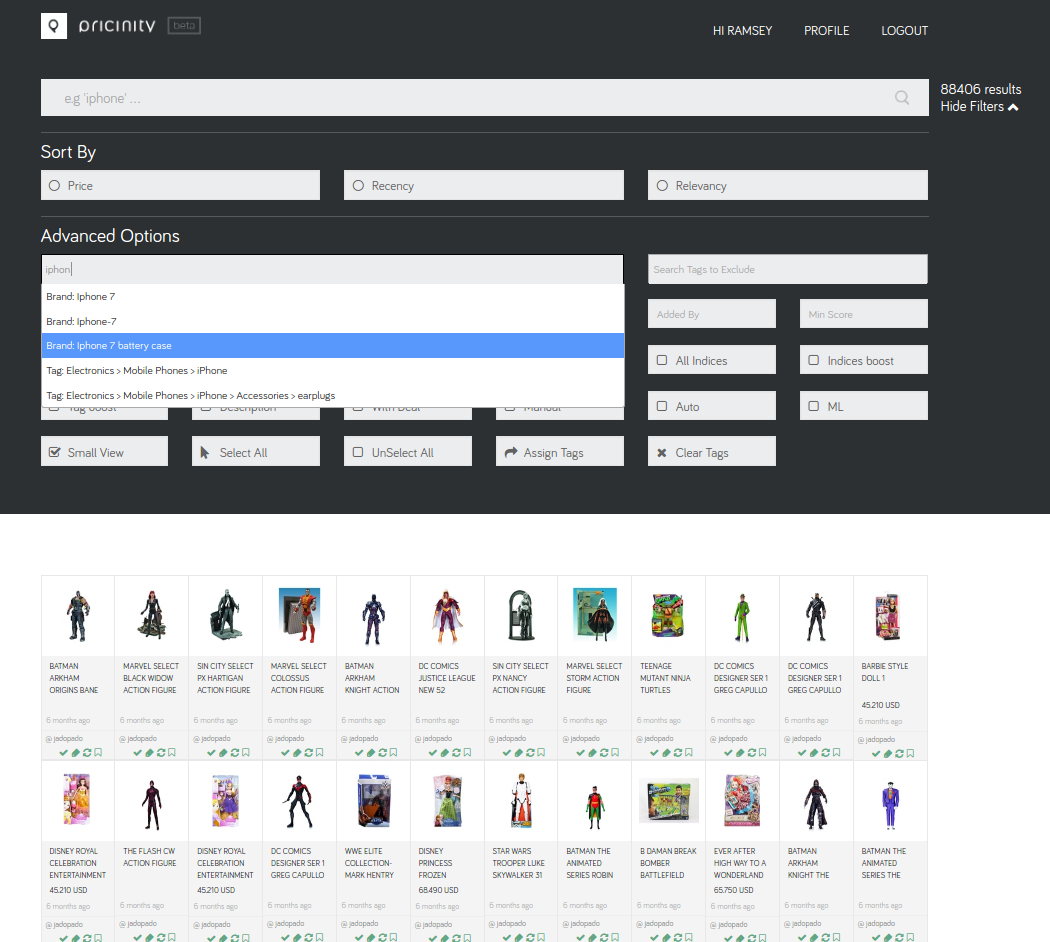 pricinity beta
HI RAMSEY PROFILE LOGOUT
e.g 'iphone' ...
88406 results
Hide Filters
Sort By
Price Recency Relevancy
Advanced Options
iphon
Search Tags to Exclude
Brand: Iphone 7
Brand: Iphone-7
Brand: Iphone 7 battery case
Tag: Electronics > Mobile Phones > iPhone
Tag: Electronics > Mobile Phones > iPhone > Accessories > earplugs
Added By Min Score
All Indices Indices boost
Tag boost Description With Deal Manual Auto ML
Small View Select All UnSelect All Assign Tags Clear Tags
BATMAN
ARKHAM
ORIGINS BANE
6 months ago
@ jadopado
MARVEL SELECT
BLACK WIDOW
ACTION FIGURE
6 months ago
@ jadopado
SIN CITY SELECT
PX HARTIGAN
ACTION FIGURE
6 months ago
@ jadopado
MARVEL SELECT
COLOSSUS
ACTION FIGURE
6 months ago
@ jadopado
BATMAN
ARKHAM
KNIGHT ACTION
6 months ago
@ jadopado
DC COMICS
JUSTICE LEAGUE
NEW 52
6 months ago
@ jadopado
SIN CITY SELECT
PX NANCY
ACTION FIGURE
6 months ago
@ jadopado
MARVEL SELECT
STORM ACTION
FIGURE
6 months ago
@ jadopado
TEENAGE
MUTANT NINJA
TURTLES
6 months ago
@ jadopado
DC COMICS
DESIGNER SER 1
GREG CAPULLO
6 months ago
@ jadopado
DC COMICS
DESIGNER SER 1
GREG CAPULLO
6 months ago
@ jadopado
BARBIE STYLE
DOLL 1
45.210 USD
6 months ago
@ jadopado
DISNEY ROYAL
CELEBRATION
ENTERTAINMENT
45.210 USD
6 months ago
@ jadopado
THE FLASH CW
ACTION FIGURE
6 months ago
@ jadopado
DISNEY ROYAL
CELEBRATION
ENTERTAINMENT
45.210 USD
6 months ago
@ jadopado
DC COMICS
DESIGNER SER 1
GREG CAPULLO
6 months ago
@ jadopado
WWE ELITE
COLLECTION-
MARK HENTRY
6 months ago
@ jadopado
DISNEY
PRINCESS
FROZEN
68.490 USD
6 months ago
@ jadopado
STAR WARS
TROOPER LUKE
SKYWALKER 31
6 months ago
@ jadopado
BATMAN THE
ANIMATED
SERIES ROBIN
6 months ago
@ jadopado
B DAMAN BREAK
BOMBER
BATTLEFIELD
6 months ago
@ jadopado
EVER AFTER
HIGH WAY TO A
WONDERLAND
65.750 USD
6 months ago
@ jadopado
BATMAN
ARKHAM
KNIGHT THE
6 months ago
@ jadopado
BATMAN THE
ANIMATED
SERIES THE
6 months ago
@ jadopado